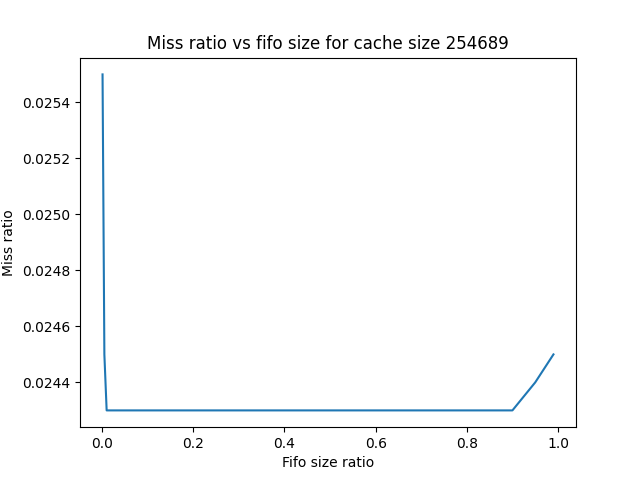 Miss ratio vs fifo size for cache size 254689
0.0254
0.0252
0.0250
0.0248
0.0246
0.0244
Miss ratio
0.0 0.2 0.4 0.6 0.8 1.0
Fifo size ratio